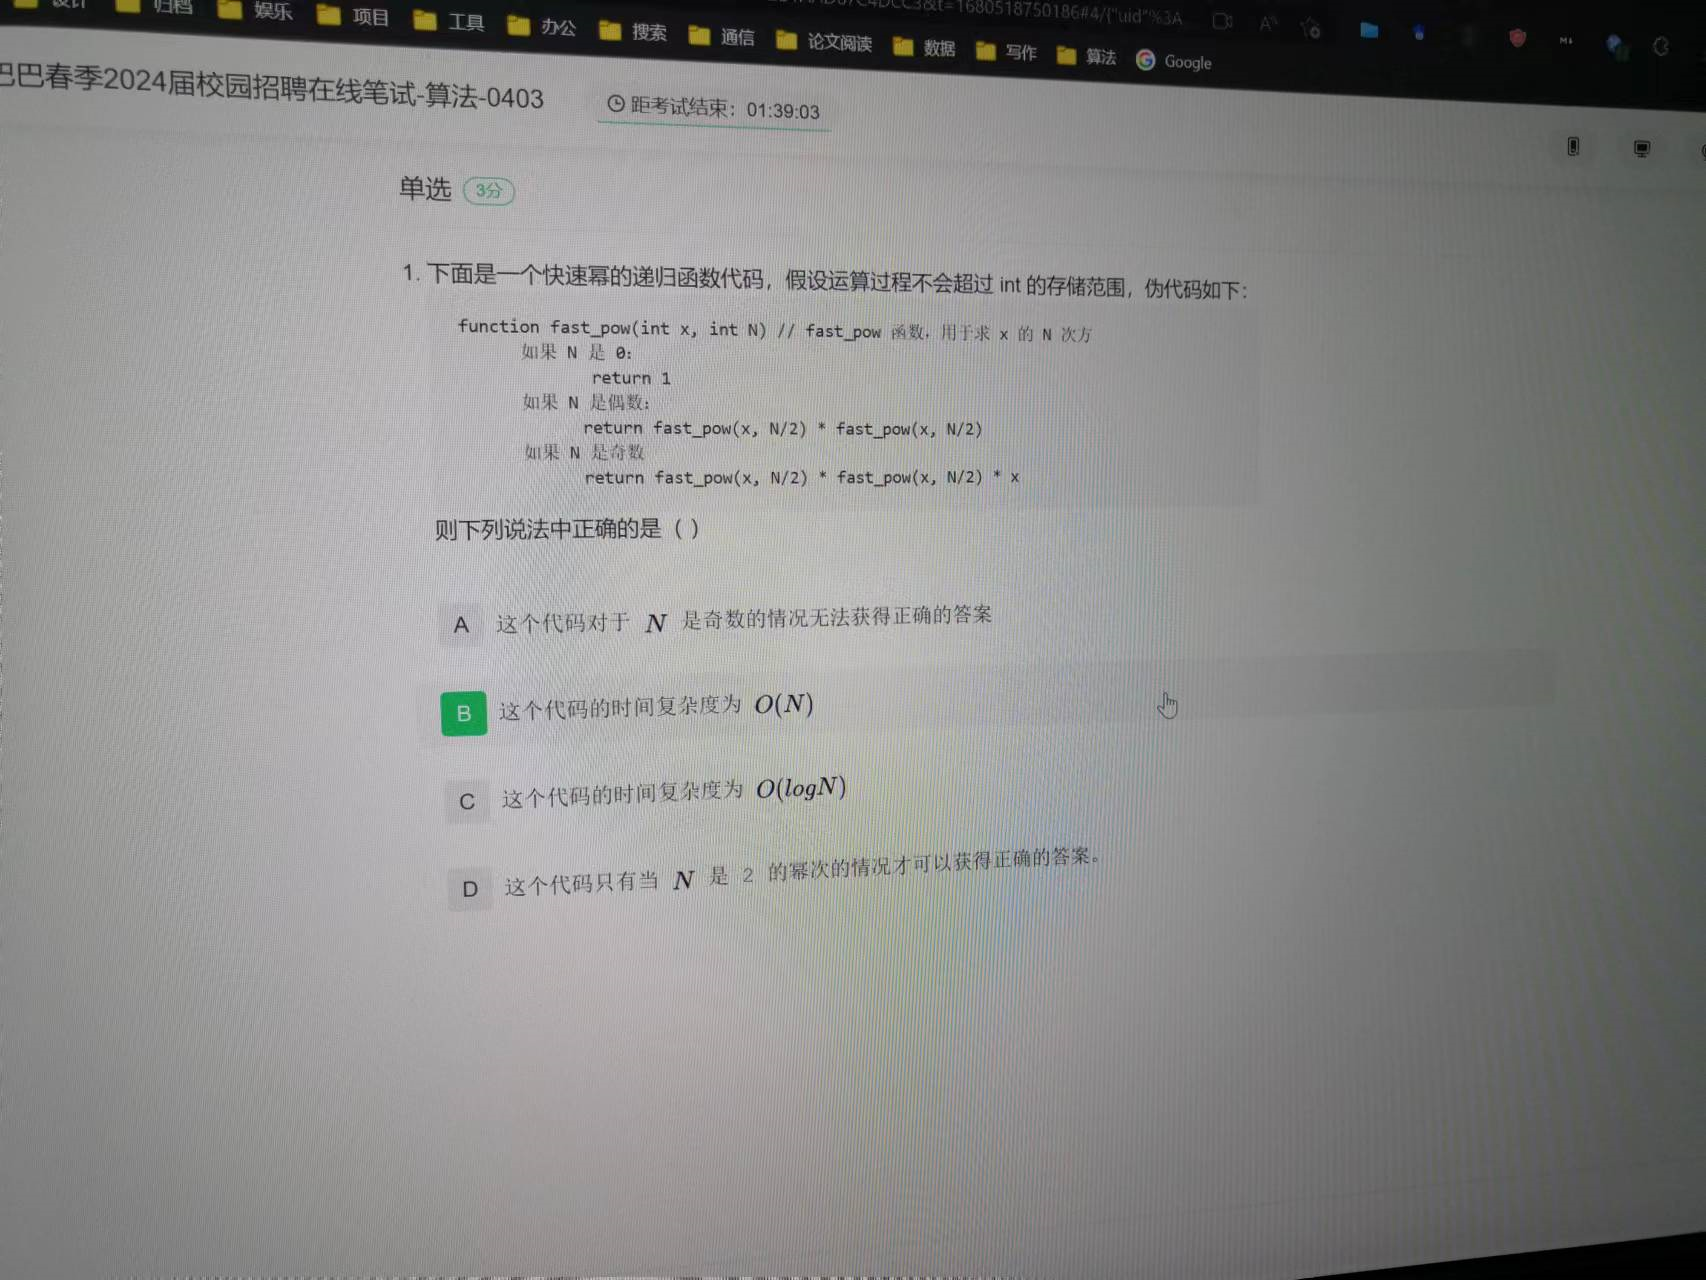 归档 娱乐 项目 工具 办公 搜索 通信 论文阅读 数据 写作 算法 Google
巴春季2024届校园招聘在线笔试-算法-0403
距考试结束：01:39:03
单选 3分
1. 下面是一个快速幂的递归函数代码，假设运算过程不会超过 int 的存储范围，伪代码如下：
function fast_pow(int x, int N) // fast_pow 函数，用于求 x 的 N 次方
如果 N 是 0:
return 1
如果 N 是偶数:
return fast_pow(x, N/2) * fast_pow(x, N/2)
如果 N 是奇数
return fast_pow(x, N/2) * fast_pow(x, N/2) * x
则下列说法中正确的是（ ）
A 这个代码对于 N 是奇数的情况无法获得正确的答案
B 这个代码的时间复杂度为 O(N)
C 这个代码的时间复杂度为 O(logN)
D 这个代码只有当 N 是 2 的幂次的情况才可以获得正确的答案。